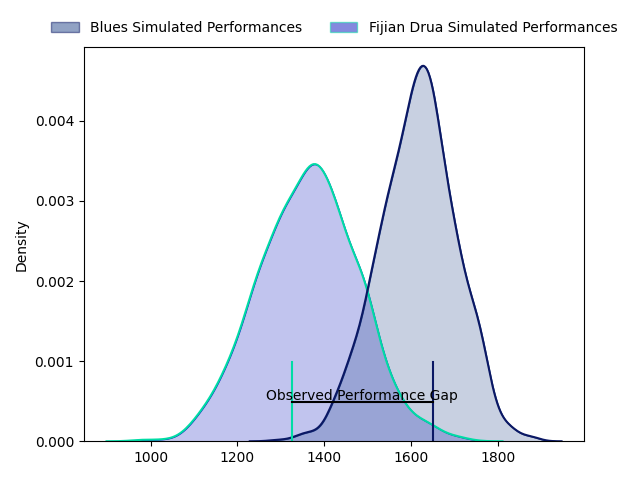 Blues Simulated Performances
Fijian Drua Simulated Performances
Density
0.004
0.003
0.002
0.001
0.000
Observed Performance Gap
1000 1200 1400 1600 1800